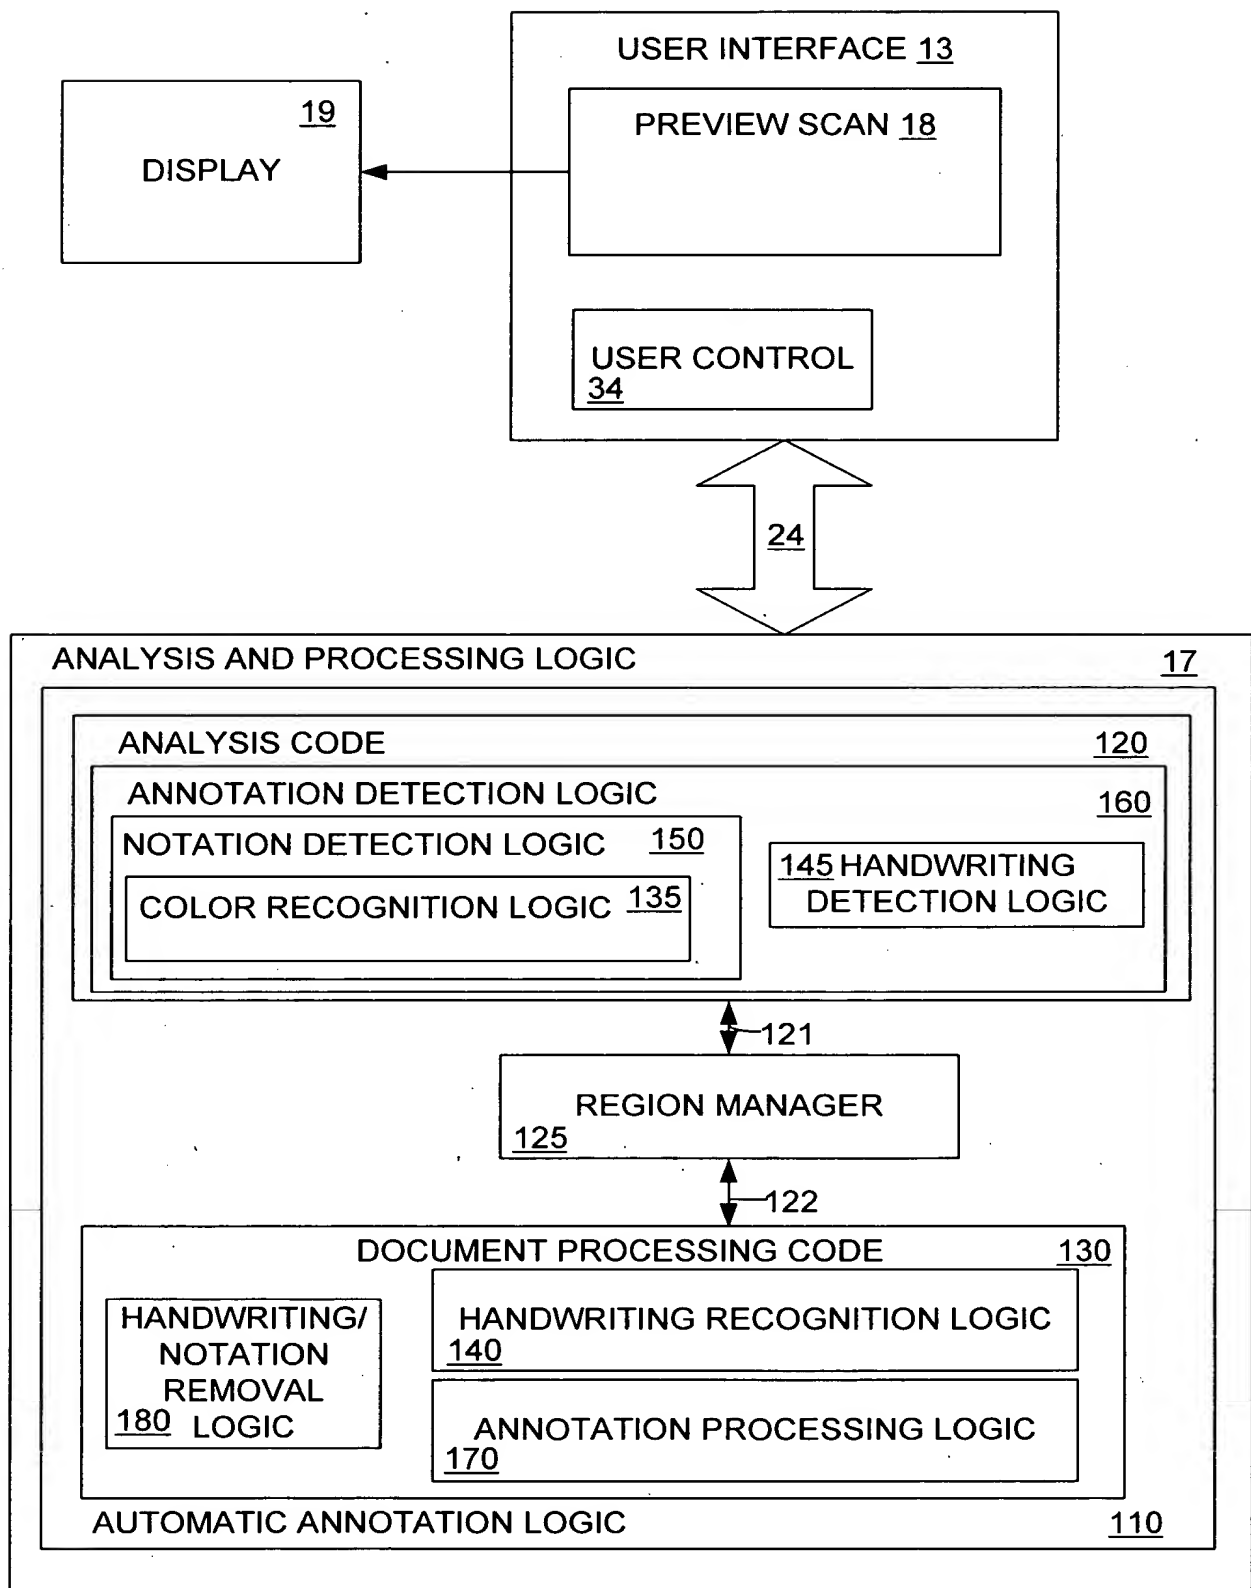 USER INTERFACE 13
PREVIEW SCAN 18
19
DISPLAY
USER CONTROL
34
24
ANALYSIS AND PROCESSING LOGIC 17
ANALYSIS CODE 120
ANNOTATION DETECTION LOGIC 160
NOTATION DETECTION LOGIC 150
COLOR RECOGNITION LOGIC 135
145 HANDWRITING
DETECTION LOGIC
121
REGION MANAGER
125
122
DOCUMENT PROCESSING CODE 130
HANDWRITING/
NOTATION
REMOVAL
180 LOGIC
HANDWRITING RECOGNITION LOGIC
140
ANNOTATION PROCESSING LOGIC
170
AUTOMATIC ANNOTATION LOGIC 110